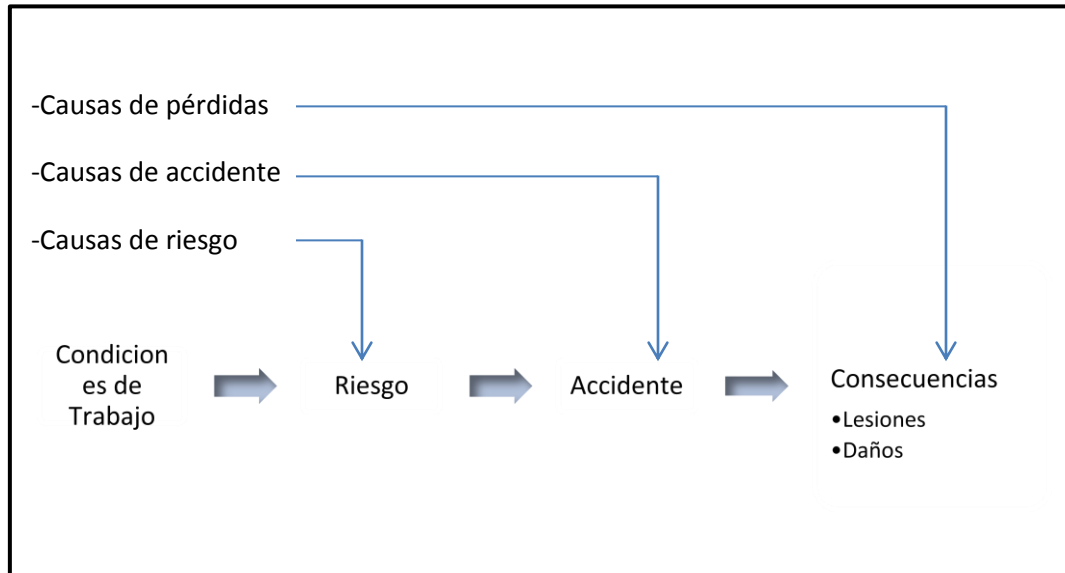 -Causas de pérdidas
-Causas de accidente
-Causas de riesgo
Condicion
es de
Trabajo
Riesgo
Accidente
Consecuencias
•Lesiones
•Daños